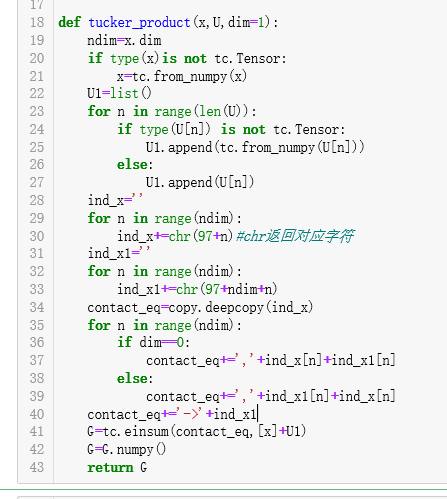 17
18 def tucker_product(x,U,dim=1):
19     ndim=x.dim
20     if type(x)is not tc.Tensor:
21         x=tc.from_numpy(x)
22     U1=list()
23     for n in range(len(U)):
24         if type(U[n]) is not tc.Tensor:
25             U1.append(tc.from_numpy(U[n]))
26         else:
27             U1.append(U[n])
28     ind_x=''
29     for n in range(ndim):
30         ind_x+=chr(97+n)#chr返回对应字符
31     ind_x1=''
32     for n in range(ndim):
33         ind_x1+=chr(97+ndim+n)
34     contact_eq=copy.deepcopy(ind_x)
35     for n in range(ndim):
36         if dim==0:
37             contact_eq+=','+ind_x[n]+ind_x1[n]
38         else:
39             contact_eq+=','+ind_x1[n]+ind_x[n]
40     contact_eq+='->'+ind_x1
41     G=tc.einsum(contact_eq,[x]+U1)
42     G=G.numpy()
43     return G